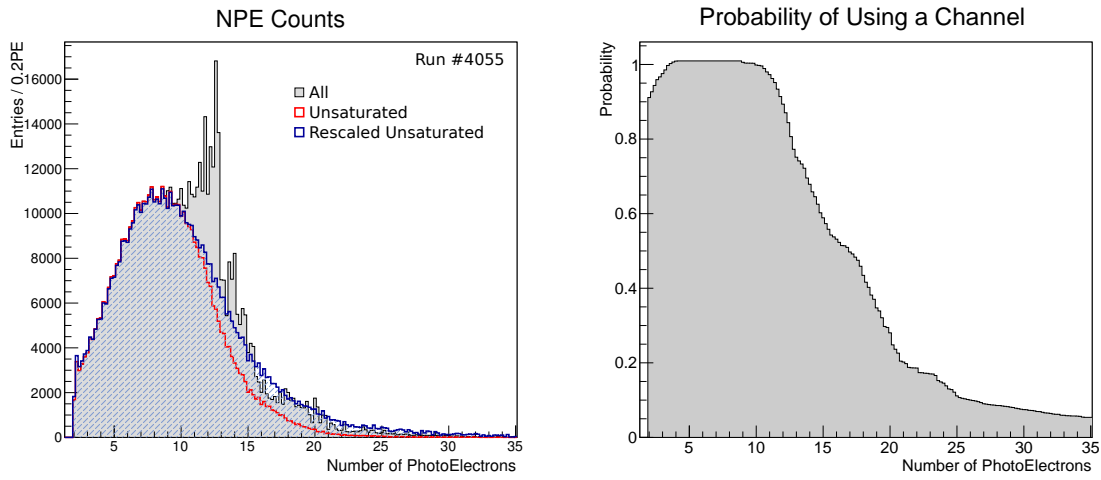 NPE Counts
Entries / 0.2PE
16000
14000
12000
10000
8000
6000
4000
2000
0
Run #4055
All
Unsaturated
Rescaled Unsaturated
5 10 15 20 25 30 35
Number of PhotoElectrons
Probability of Using a Channel
Probability
1
0.8
0.6
0.4
0.2
0
5 10 15 20 25 30 35
Number of PhotoElectrons